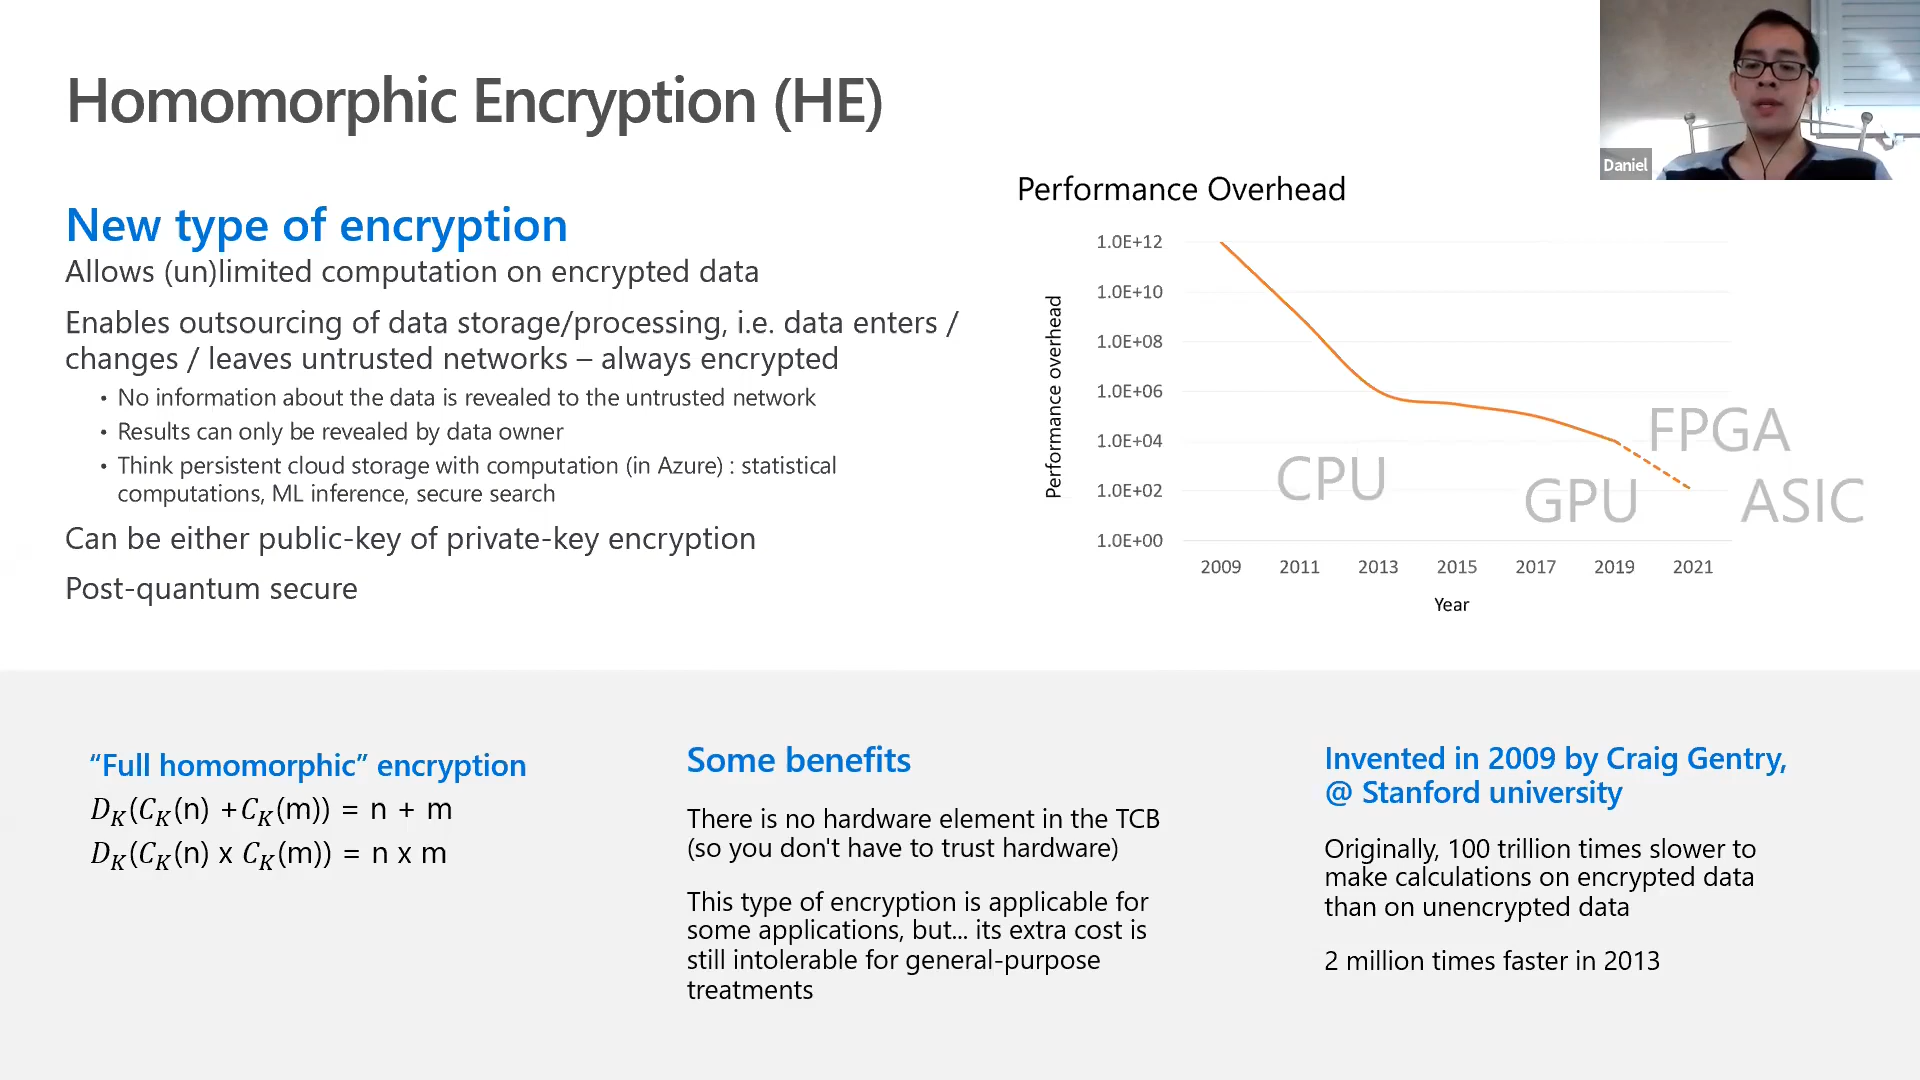 Homomorphic Encryption (HE)
Daniel
New type of encryption
Allows (un)limited computation on encrypted data
Enables outsourcing of data storage/processing, i.e. data enters /
changes / leaves untrusted networks – always encrypted
• No information about the data is revealed to the untrusted network
• Results can only be revealed by data owner
• Think persistent cloud storage with computation (in Azure) : statistical
computations, ML inference, secure search
Can be either public-key of private-key encryption
Post-quantum secure
Performance Overhead
Performance overhead
1.0E+12
1.0E+10
1.0E+08
1.0E+06
1.0E+04
1.0E+02
1.0E+00
2009 2011 2013 2015 2017 2019 2021
Year
CPU
GPU
FPGA
ASIC
“Full homomorphic” encryption
D_K(C_K(n) +C_K(m)) = n + m
D_K(C_K(n) x C_K(m)) = n x m
Some benefits
There is no hardware element in the TCB
(so you don't have to trust hardware)
This type of encryption is applicable for
some applications, but... its extra cost is
still intolerable for general-purpose
treatments
Invented in 2009 by Craig Gentry,
@ Stanford university
Originally, 100 trillion times slower to
make calculations on encrypted data
than on unencrypted data
2 million times faster in 2013